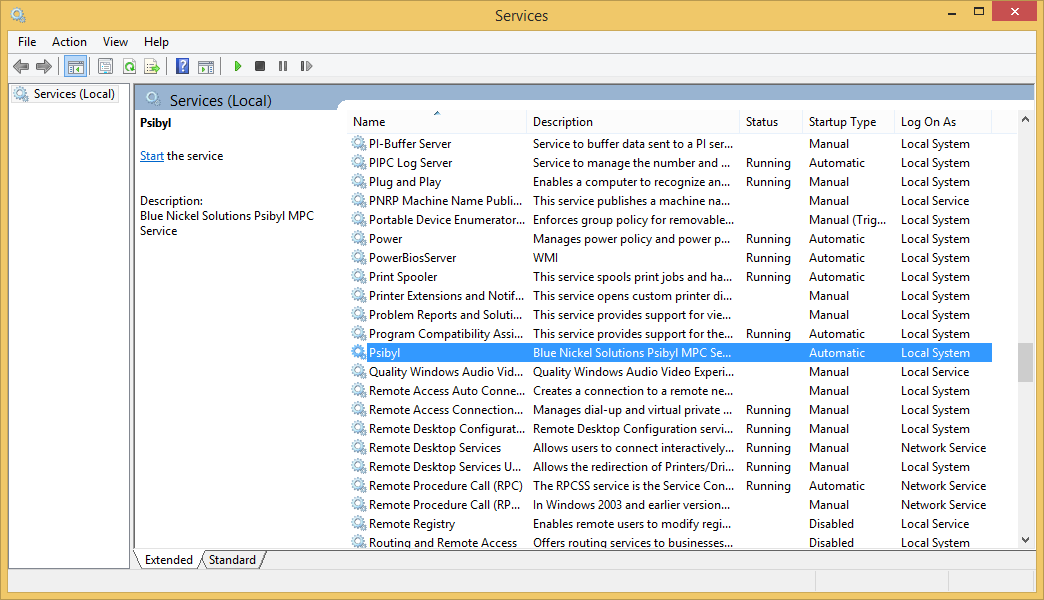 Services
File Action View Help
Services (Local)
Services (Local)
Psibyl
Start the service
Description:
Blue Nickel Solutions Psibyl MPC
Service
Name Description Status Startup Type Log On As
PI-Buffer Server Service to buffer data sent to a PI ser... Manual Local System
PIPC Log Server Service to manage the number and ... Running Automatic Local System
Plug and Play Enables a computer to recognize an... Running Manual Local System
PNRP Machine Name Publi... This service publishes a machine na... Manual Local Service
Portable Device Enumerator... Enforces group policy for removable... Manual (Trig... Local System
Power Manages power policy and power p... Running Automatic Local System
PowerBiosServer WMI Running Automatic Local System
Print Spooler This service spools print jobs and ha... Running Automatic Local System
Printer Extensions and Notif... This service opens custom printer di... Manual Local System
Problem Reports and Soluti... This service provides support for vie... Manual Local System
Program Compatibility Assi... This service provides support for the... Running Automatic Local System
Psibyl Blue Nickel Solutions Psibyl MPC Se... Automatic Local System
Quality Windows Audio Vid... Quality Windows Audio Video Experi... Manual Local Service
Remote Access Auto Conne... Creates a connection to a remote ne... Manual Local System
Remote Access Connection... Manages dial-up and virtual private ... Running Manual Local System
Remote Desktop Configurat... Remote Desktop Configuration servi... Running Manual Local System
Remote Desktop Services Allows users to connect interactively... Running Manual Network Service
Remote Desktop Services U... Allows the redirection of Printers/Dri... Running Manual Local System
Remote Procedure Call (RPC) The RPCSS service is the Service Con... Running Automatic Network Service
Remote Procedure Call (RP... In Windows 2003 and earlier version... Manual Network Service
Remote Registry Enables remote users to modify regi... Disabled Local Service
Routing and Remote Access Offers routing services to businesses... Disabled Local System
Extended Standard